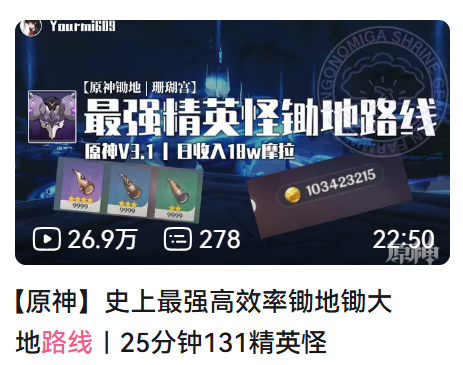 Yourmi609
【原神锄地 | 珊瑚宫】
最强精英怪锄地路线
原神V3.1 | 日收入18w摩拉
9999
9999
9999
103423215
26.9万
278
22:50
原神
【原神】史上最强高效率锄地锄大
地路线 | 25分钟131精英怪